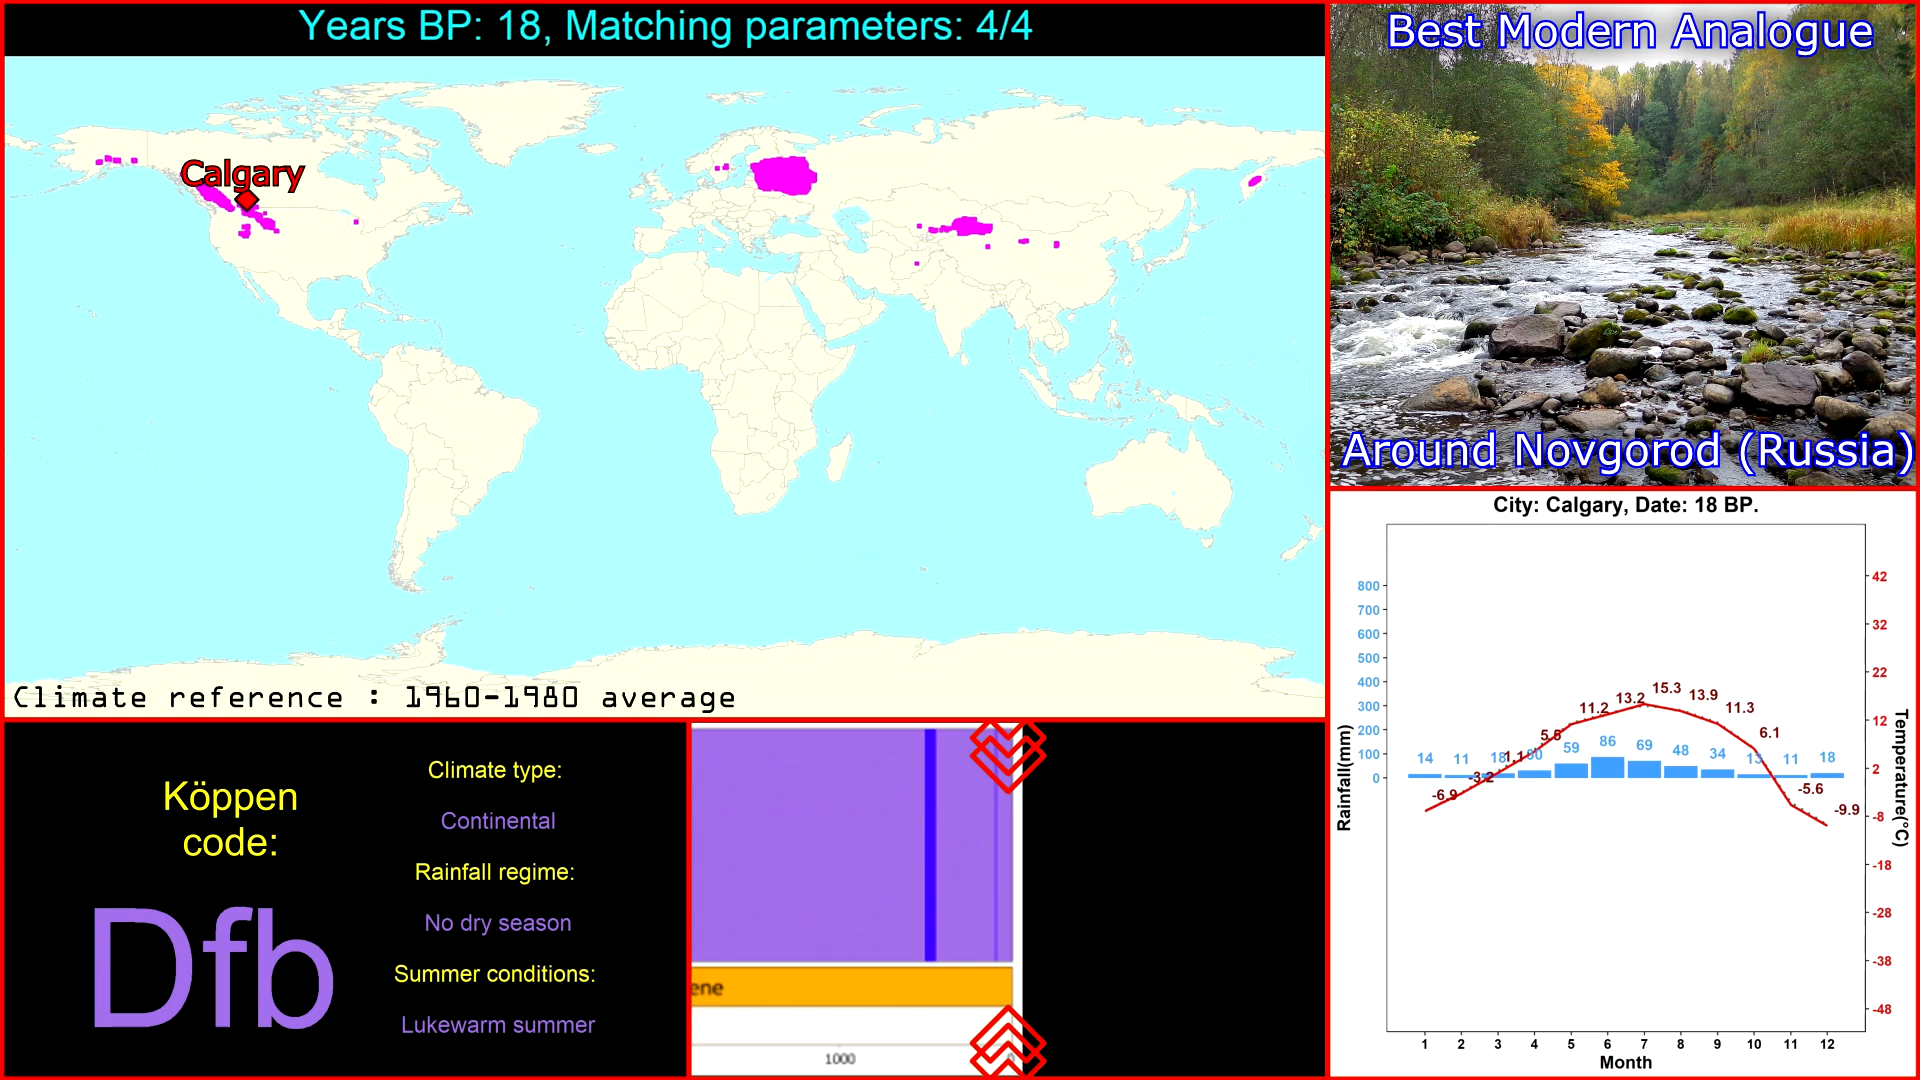 Years BP: 18, Matching parameters: 4/4
Calgary
Climate reference : 1960-1980 average
Best Modern Analogue
Around Novgorod (Russia)
Köppen
code:
Dfb
Climate type:
Continental
Rainfall regime:
No dry season
Summer conditions:
Lukewarm summer
ene
1000
0
City: Calgary, Date: 18 BP.
Rainfall(mm)
800
700
600
500
400
300
200
100
0
14 11 18 59 86 69 48 34 13 11 18
-6.9 -3.2 1.1 5.5 11.2 13.2 15.3 13.9 11.3 6.1 -5.6 -9.9
42
32
22
12
2
-8
-18
-28
-38
-48
Temperature(°C)
1 2 3 4 5 6 7 8 9 10 11 12
Month